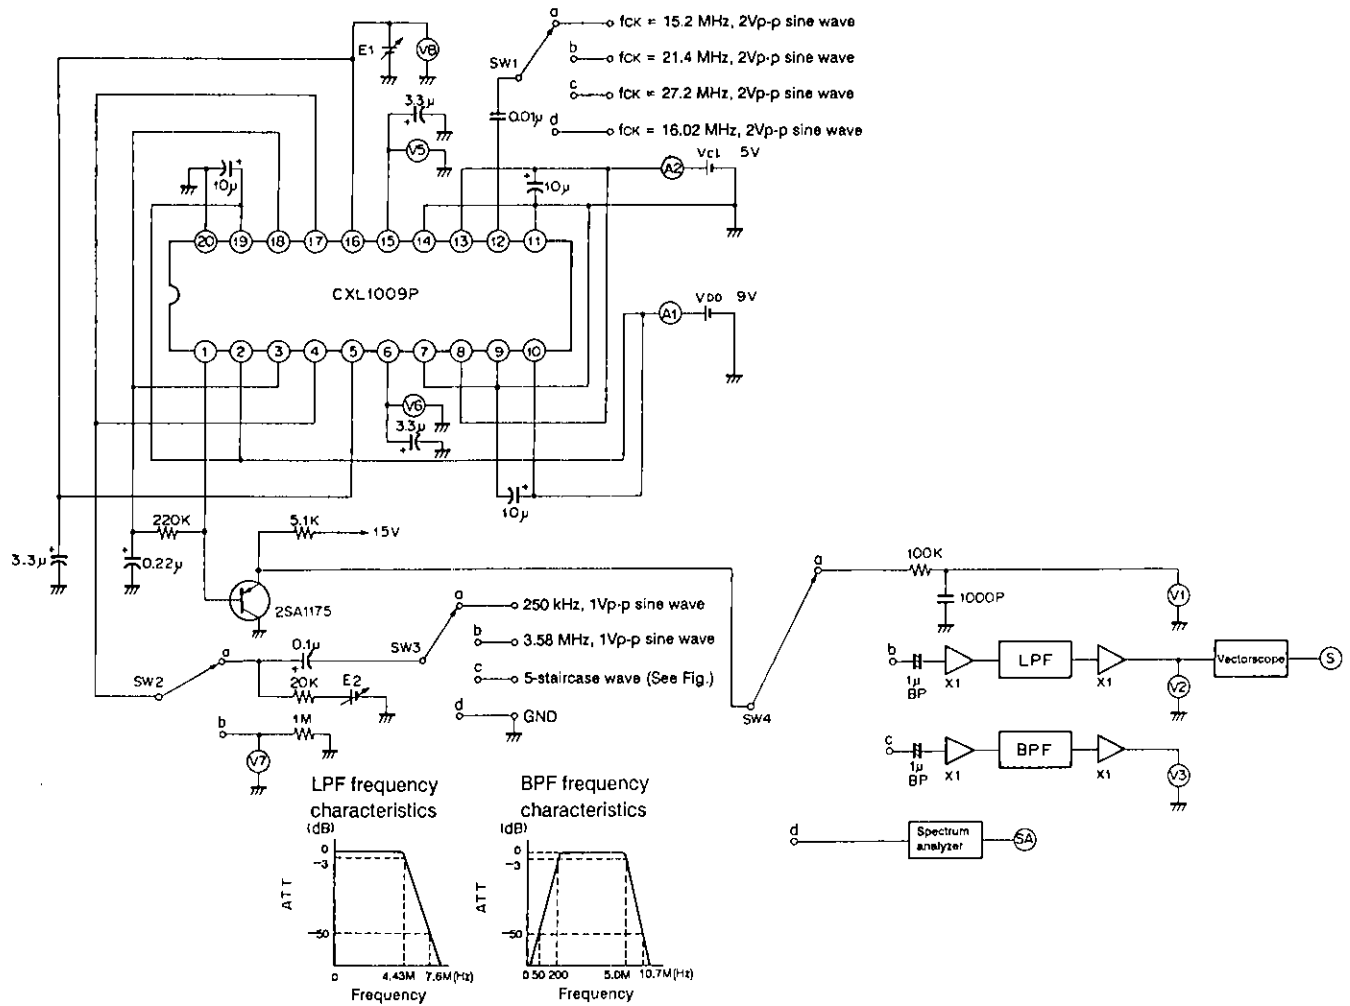 a
fCK = 15.2 MHz, 2Vp-p sine wave
b
fCK = 21.4 MHz, 2Vp-p sine wave
c
fCK = 27.2 MHz, 2Vp-p sine wave
d
fCK = 16.02 MHz, 2Vp-p sine wave
E1
V8
SW1
0.01μ
3.3μ
+
V5
+
10μ
+
10μ
A2
VCL 5V
20 19 18 17 16 15 14 13 12 11
CXL1009P
A1
VDD 9V
1 2 3 4 5 6 7 8 9 10
V6
3.3μ
+
+
10μ
220K
5.1K
15V
+
3.3μ
+
0.22μ
2SA1175
a
100K
1000P
V1
a
250 kHz, 1Vp-p sine wave
b
3.58 MHz, 1Vp-p sine wave
c
5-staircase wave (See Fig.)
d
GND
SW3
0.1μ
+
a
SW2
20K
E2
b
1M
V7
SW4
b
1μ
BP
X1
LPF
X1
V2
Vectorscope
S
c
1μ
BP
X1
BPF
X1
V3
d
Spectrum
analyzer
SA
LPF frequency
characteristics
(dB)
0
−3
ATT
−50
0 4.43M 7.6M(Hz)
Frequency
BPF frequency
characteristics
(dB)
0
−3
ATT
−50
0 50 200 5.0M 10.7M(Hz)
Frequency